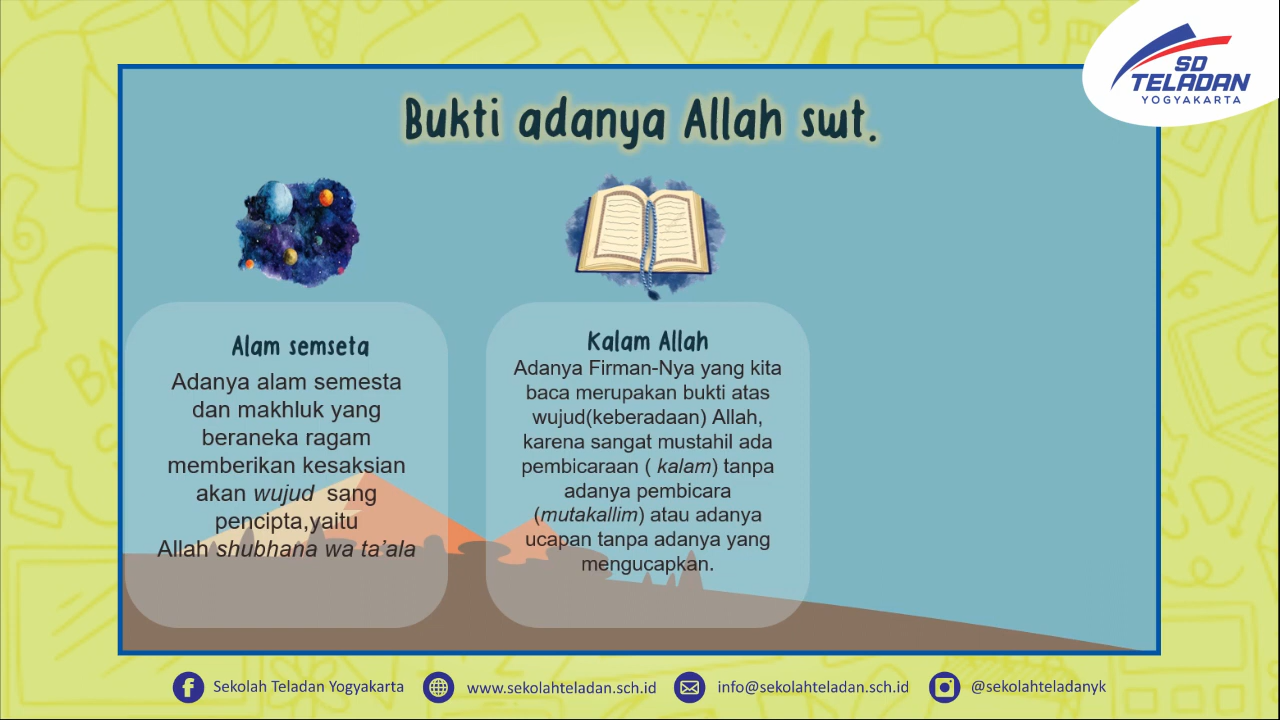 SD
TELADAN
YOGYAKARTA
Bukti adanya Allah swt.
Alam semseta
Adanya alam semesta
dan makhluk yang
beraneka ragam
memberikan kesaksian
akan wujud sang
pencipta,yaitu
Allah shubhana wa ta’ala
Kalam Allah
Adanya Firman-Nya yang kita
baca merupakan bukti atas
wujud(keberadaan) Allah,
karena sangat mustahil ada
pembicaraan ( kalam) tanpa
adanya pembicara
(mutakallim) atau adanya
ucapan tanpa adanya yang
mengucapkan.
Sekolah Teladan Yogyakarta
www.sekolahteladan.sch.id
info@sekolahteladan.sch.id
@sekolahteladanyk